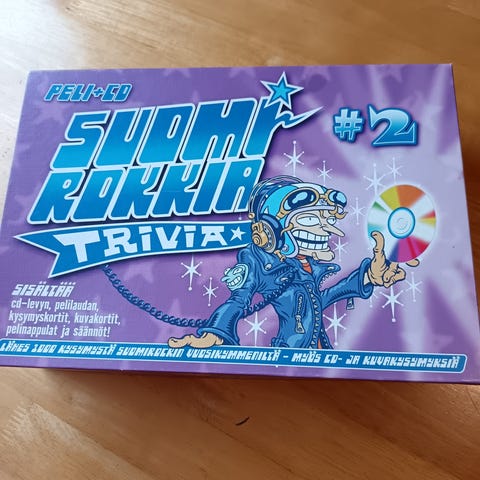 PELI+CD
SUOMI
ROKKIA
TRIVIA
#2
SISÄLTÄÄ
cd-levyn, pelilaudan,
kysymyskortit, kuvakortit,
pelinappulat ja säännöt!
LÄHES 1000 KYSYMYSTÄ SUOMIROCKIN VUOSIKYMMENILTÄ - MYÖS CD- JA KUVAKYSYMYKSIÄ